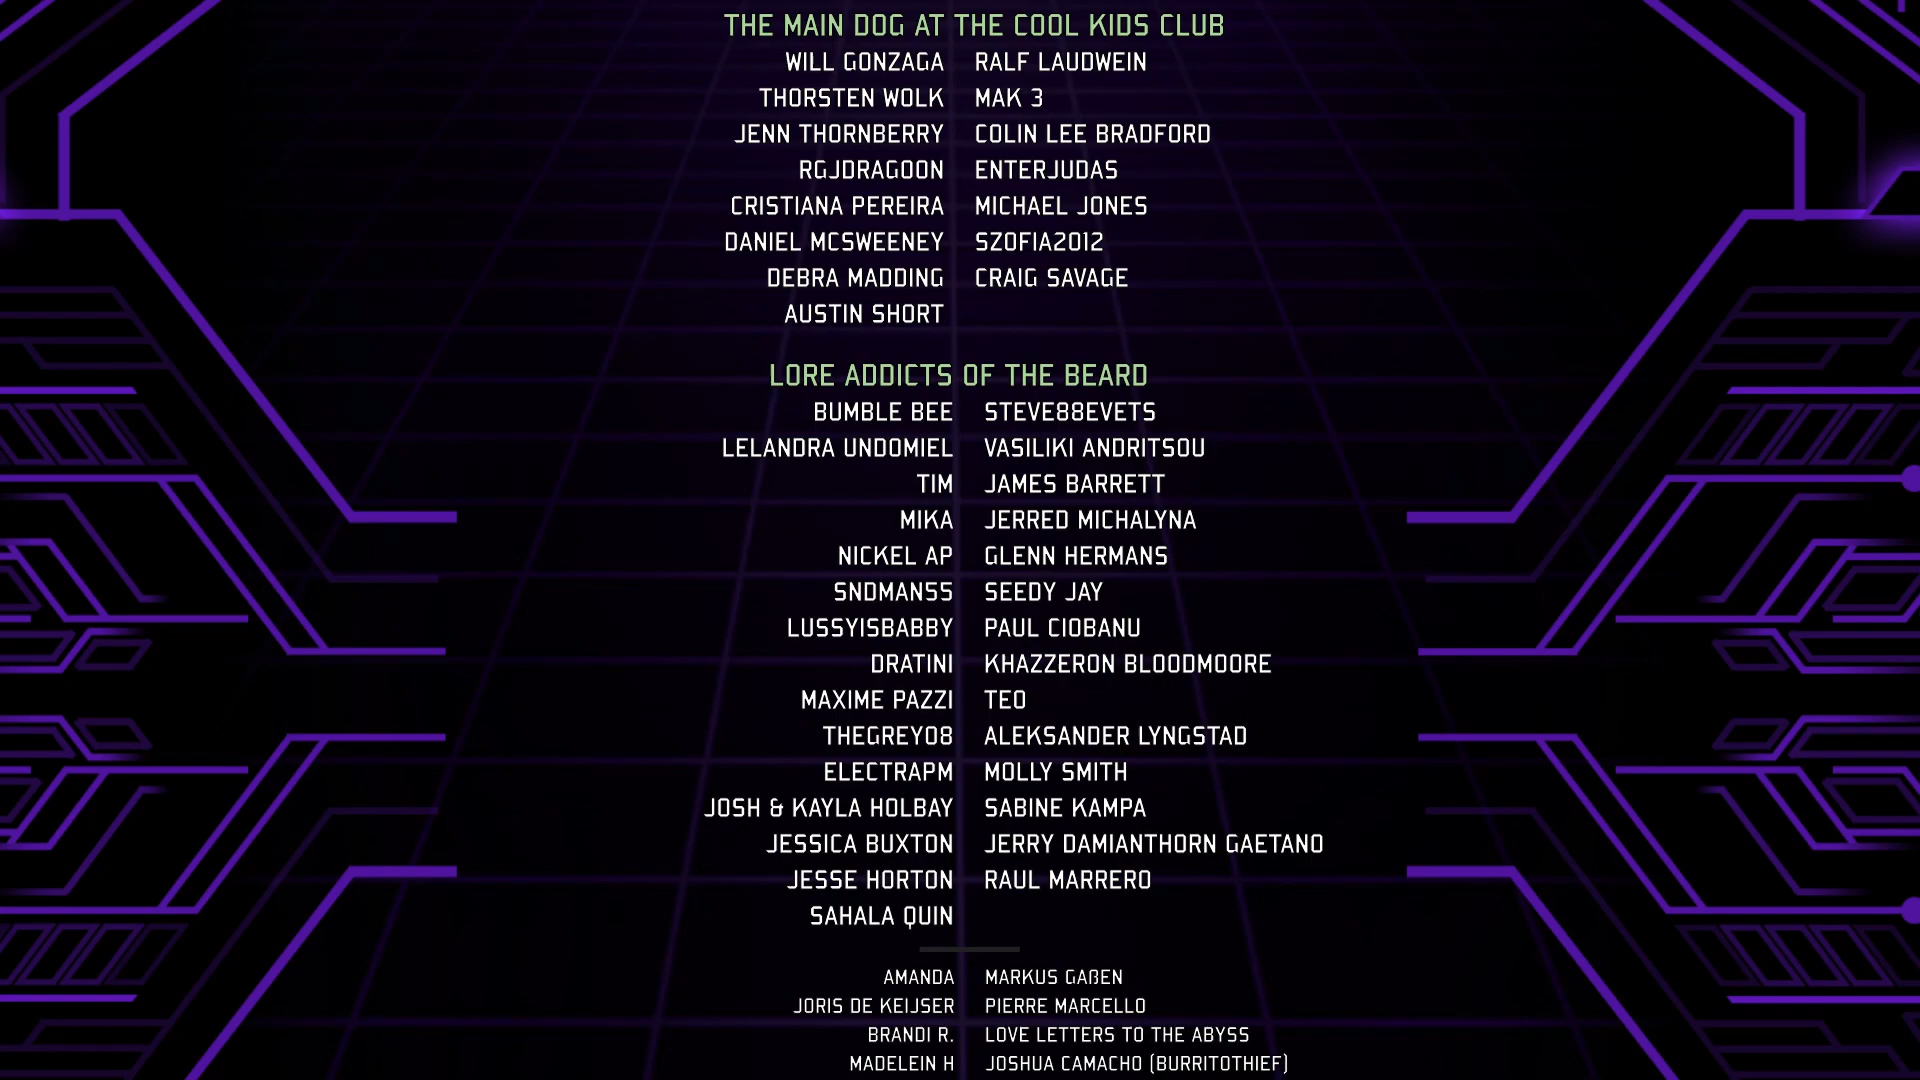 THE MAIN DOG AT THE COOL KIDS CLUB
WILL GONZAGA RALF LAUDWEIN
THORSTEN WOLK MAK 3
JENN THORNBERRY COLIN LEE BRADFORD
RGJDRAGOON ENTERJUDAS
CRISTIANA PEREIRA MICHAEL JONES
DANIEL MCSWEENEY SZOFIA2012
DEBRA MADDING CRAIG SAVAGE
AUSTIN SHORT
LORE ADDICTS OF THE BEARD
BUMBLE BEE STEVE88EVETS
LELANDRA UNDOMIEL VASILIKI ANDRITSOU
TIM JAMES BARRETT
MIKA JERRED MICHALYNA
NICKEL AP GLENN HERMANS
SNDMAN55 SEEDY JAY
LUSSYISBABBY PAUL CIOBANU
DRATINI KHAZZERON BLOODMOORE
MAXIME PAZZI TEO
THEGREY08 ALEKSANDER LYNGSTAD
ELECTRAPM MOLLY SMITH
JOSH & KAYLA HOLBAY SABINE KAMPA
JESSICA BUXTON JERRY DAMIANTHORN GAETANO
JESSE HORTON RAUL MARRERO
SAHALA QUIN
AMANDA MARKUS GAßEN
JORIS DE KEIJSER PIERRE MARCELLO
BRANDI R. LOVE LETTERS TO THE ABYSS
MADELEIN H JOSHUA CAMACHO (BURRITOTHIEF)